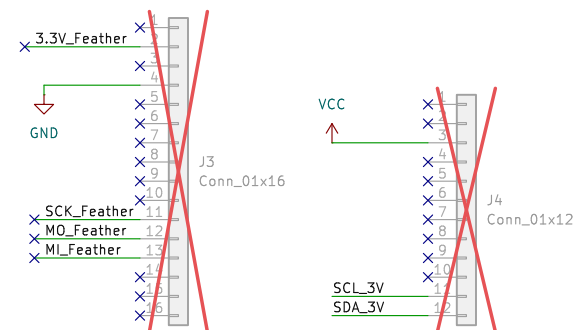 1
3.3V_Feather
2
3
4
5
GND
6
7
8
9
10
SCK_Feather
11
MO_Feather
12
MI_Feather
13
14
15
16
J3
Conn_01x16
VCC
1
2
3
4
5
6
7
8
9
10
SCL_3V
11
SDA_3V
12
J4
Conn_01x12